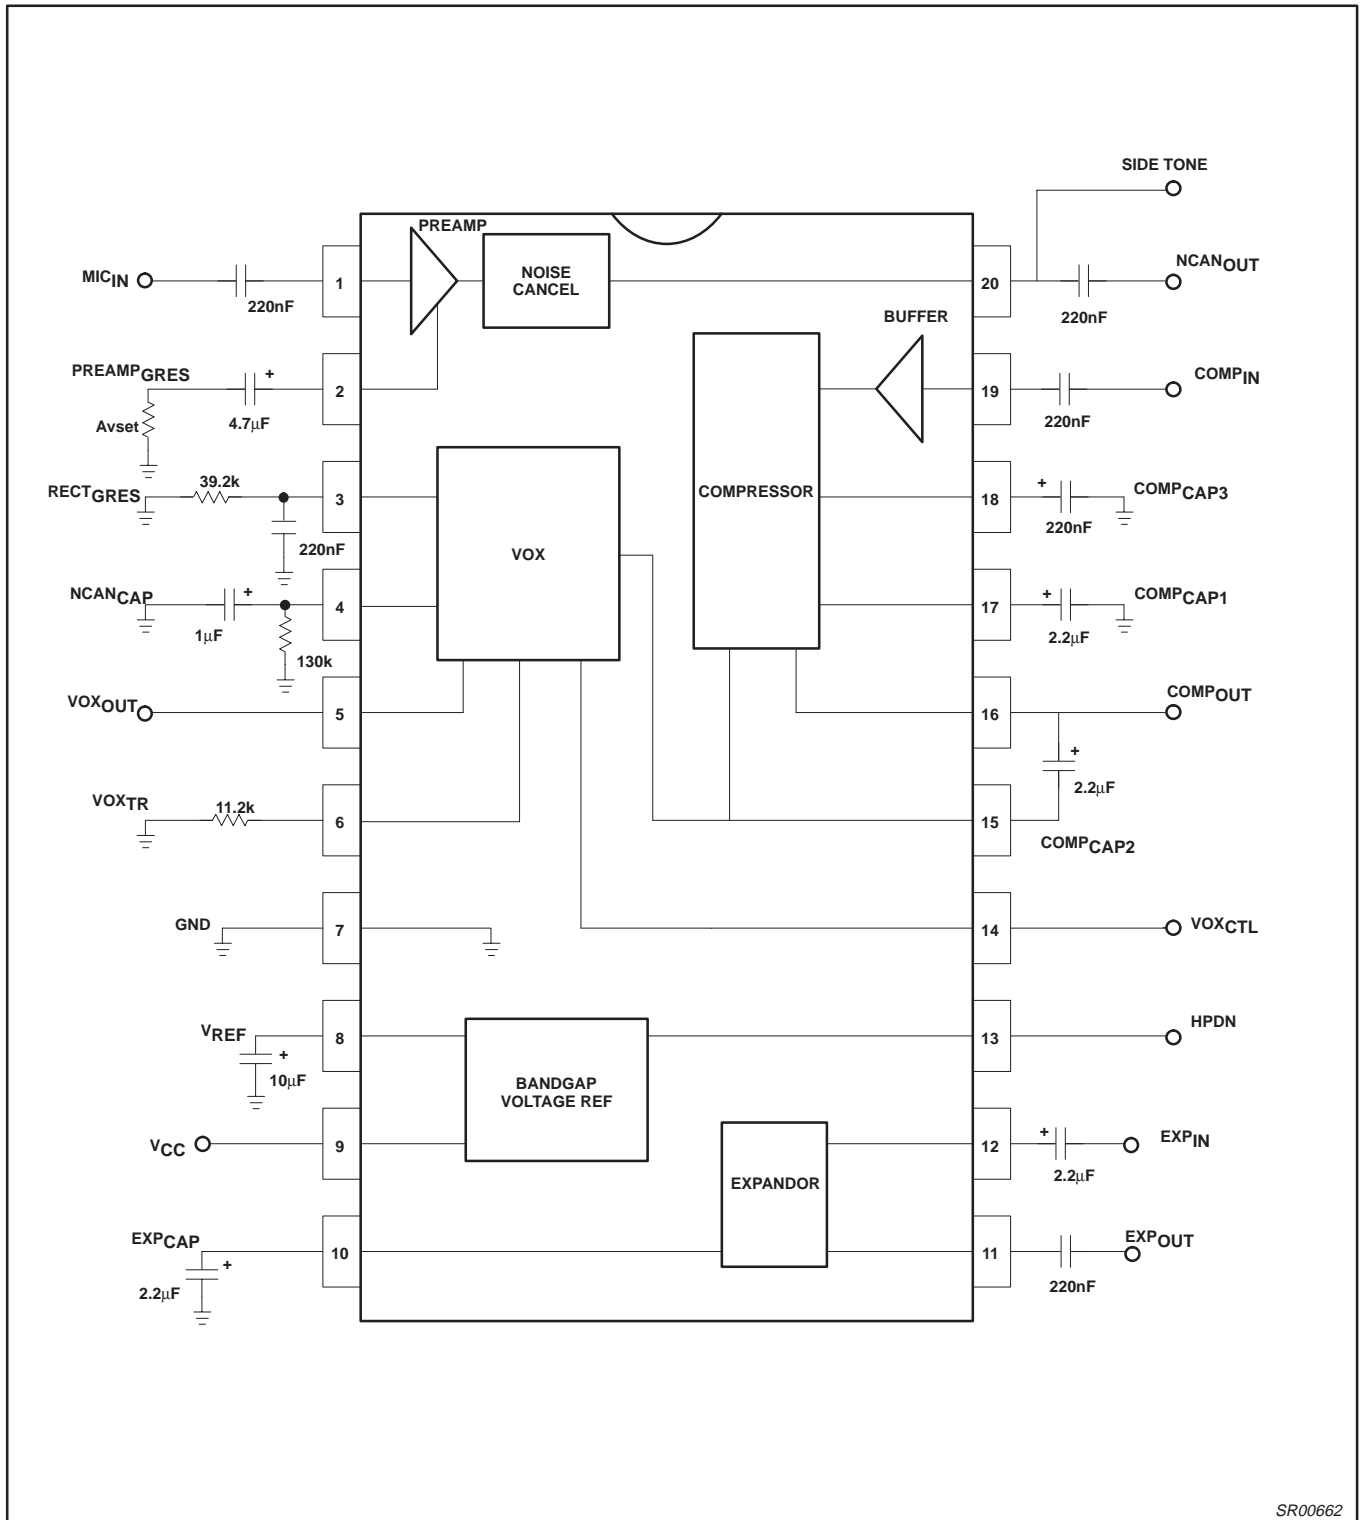 SIDE TONE
PREAMP
MICIN
220nF
1
NOISE
CANCEL
20
NCANOUT
220nF
BUFFER
PREAMPGRES
Avset
4.7µF
+
2
19
COMPIN
220nF
RECTGRES
39.2k
220nF
3
VOX
COMPRESSOR
18
+
220nF
COMPCAP3
NCANCAP
+
1µF
130k
4
17
+
2.2µF
COMPCAP1
VOXOUT
5
16
COMPOUT
+
2.2µF
VOXTR
11.2k
6
15
COMPCAP2
GND
7
14
VOXCTL
VREF
+
10µF
8
BANDGAP
VOLTAGE REF
13
HPDN
VCC
9
EXPANDOR
12
+
2.2µF
EXPIN
EXPCAP
+
2.2µF
10
11
220nF
EXPOUT
SR00662